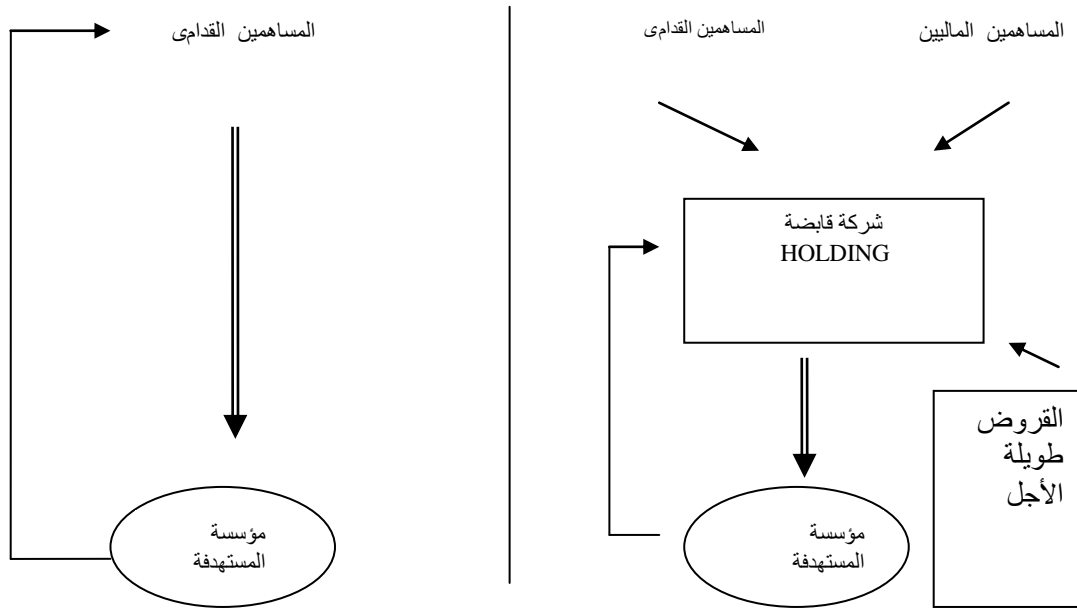 المساهمين الماليين
المساهمين القدامى
المساهمين القدامى
شركة قابضة
HOLDING
القروض
طويلة
الأجل
مؤسسة
المستهدفة
مؤسسة
المستهدفة